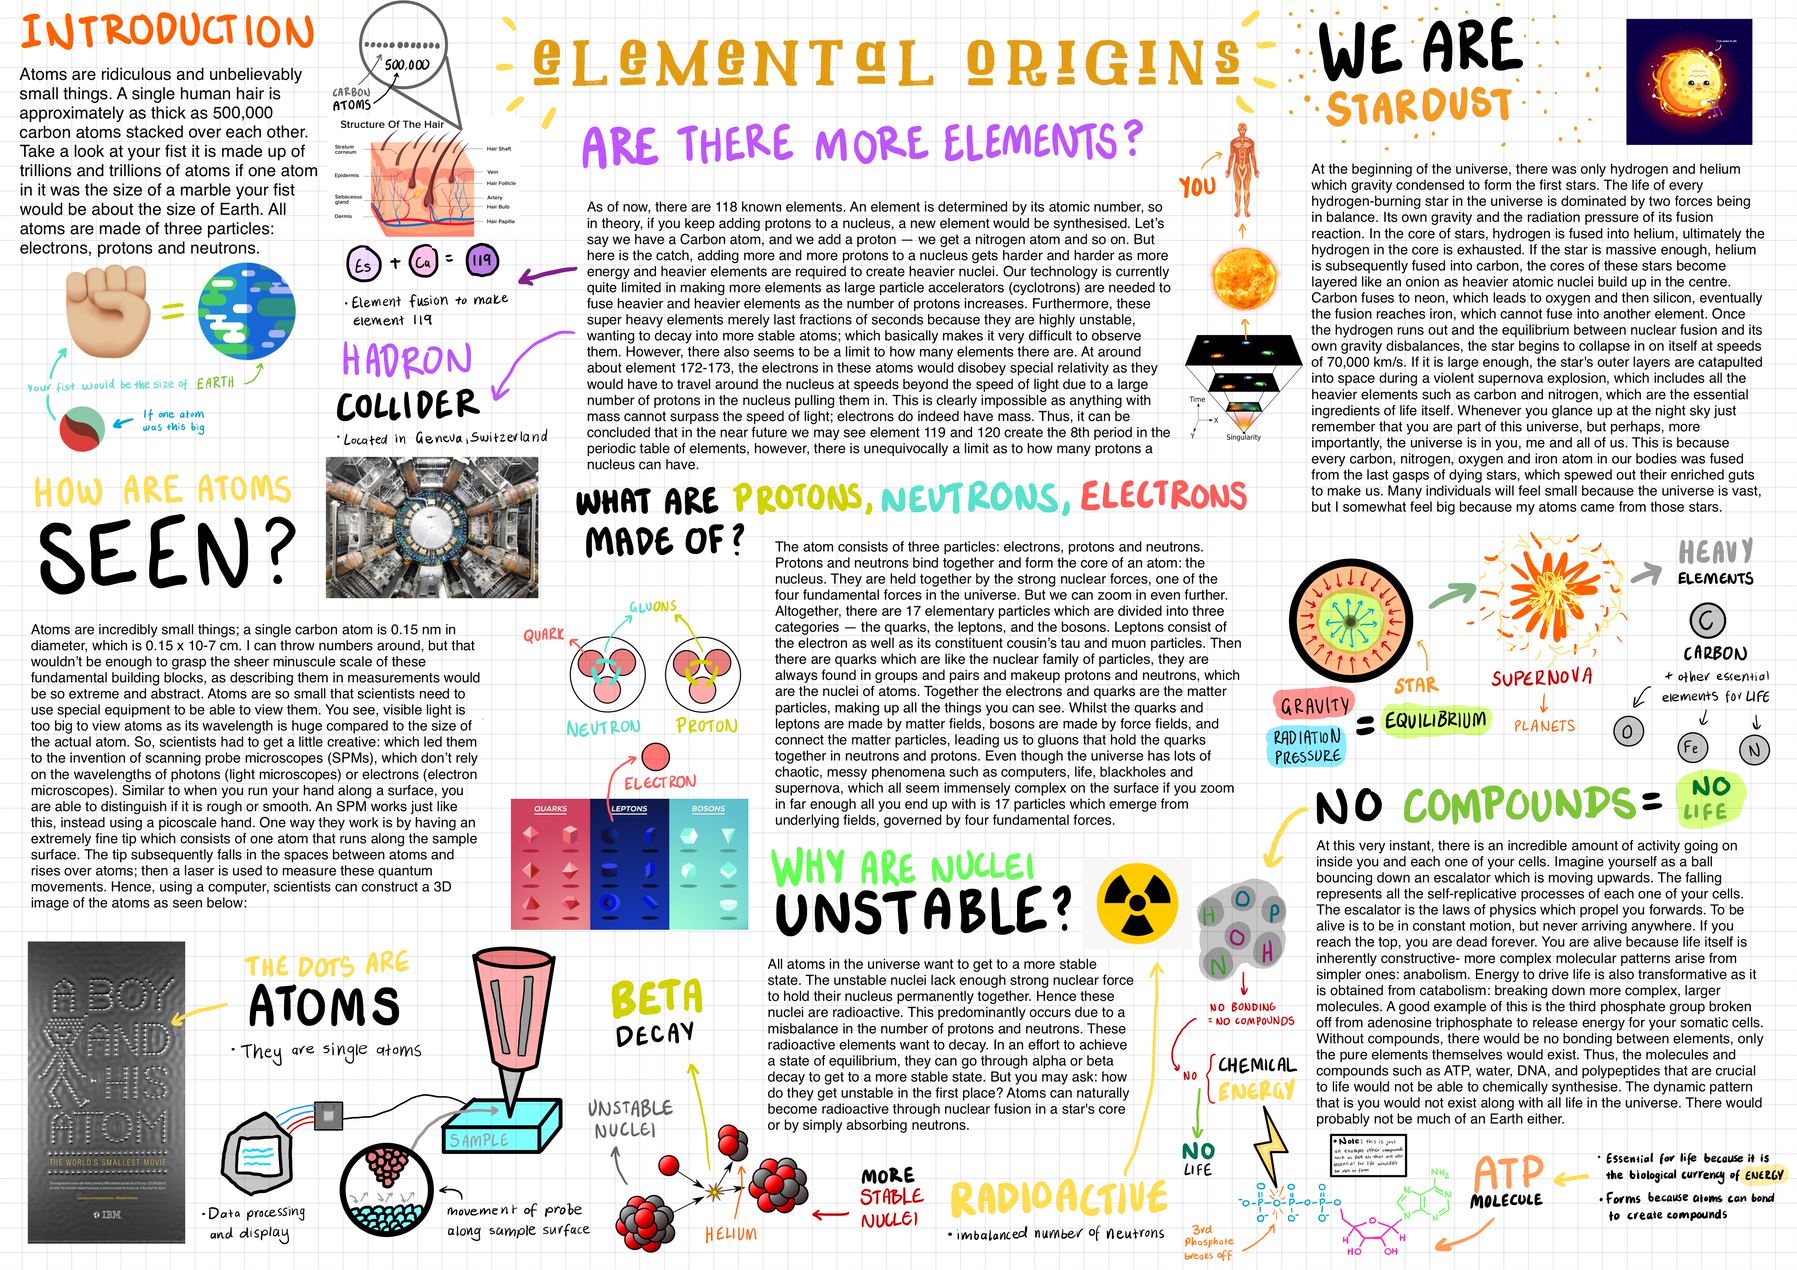 INTRODUCTION
Atoms are ridiculous and unbelievably
small things. A single human hair is
approximately as thick as 500,000
carbon atoms stacked over each other.
Take a look at your fist it is made up of
trillions and trillions of atoms if one atom
in it was the size of a marble your fist
would be about the size of Earth. All
atoms are made of three particles:
electrons, protons and neutrons.
500,000
CARBON
ATOMS
Structure Of The Hair
Stratum
corneum
Epidermis
Sebaceous
gland
Dermis
Hair Shaft
Vein
Hair Follicle
Artery
Hair Bulb
Hair Papilla
=
Your fist would be the size of EARTH
If one atom
was this big
Es + Ca = 119
• Element fusion to make
element 119
HADRON
COLLIDER
• Located in Geneva, Switzerland
HOW ARE ATOMS
SEEN?
Atoms are incredibly small things; a single carbon atom is 0.15 nm in
diameter, which is 0.15 x 10-7 cm. I can throw numbers around, but that
wouldn't be enough to grasp the sheer minuscule scale of these
fundamental building blocks, as describing them in measurements would
be so extreme and abstract. Atoms are so small that scientists need to
use special equipment to be able to view them. You see, visible light is
too big to view atoms as its wavelength is huge compared to the size of
the actual atom. So, scientists had to get a little creative: which led them
to the invention of scanning probe microscopes (SPMs), which don't rely
on the wavelengths of photons (light microscopes) or electrons (electron
microscopes). Similar to when you run your hand along a surface, you
are able to distinguish if it is rough or smooth. An SPM works just like
this, instead using a picoscale hand. One way they work is by having an
extremely fine tip which consists of one atom that runs along the sample
surface. The tip subsequently falls in the spaces between atoms and
rises over atoms; then a laser is used to measure these quantum
movements. Hence, using a computer, scientists can construct a 3D
image of the atoms as seen below:
A BOY
AND
HIS
ATOM
THE WORLD'S SMALLEST MOVIE
IBM
THE DOTS ARE
ATOMS
• They are single atoms
SAMPLE
• Data processing
and display
movement of probe
along sample surface
ELEMENTAL ORIGINS
ARE THERE MORE ELEMENTS?
As of now, there are 118 known elements. An element is determined by its atomic number, so
in theory, if you keep adding protons to a nucleus, a new element would be synthesised. Let's
say we have a Carbon atom, and we add a proton — we get a nitrogen atom and so on. But
here is the catch, adding more and more protons to a nucleus gets harder and harder as more
energy and heavier elements are required to create heavier nuclei. Our technology is currently
quite limited in making more elements as large particle accelerators (cyclotrons) are needed to
fuse heavier and heavier elements as the number of protons increases. Furthermore, these
super heavy elements merely last fractions of seconds because they are highly unstable,
wanting to decay into more stable atoms; which basically makes it very difficult to observe
them. However, there also seems to be a limit to how many elements there are. At around
about element 172-173, the electrons in these atoms would disobey special relativity as they
would have to travel around the nucleus at speeds beyond the speed of light due to a large
number of protons in the nucleus pulling them in. This is clearly impossible as anything with
mass cannot surpass the speed of light; electrons do indeed have mass. Thus, it can be
concluded that in the near future we may see element 119 and 120 create the 8th period in the
periodic table of elements, however, there is unequivocally a limit as to how many protons a
nucleus can have.
YOU
Time
X
Y
Singularity
WHAT ARE PROTONS, NEUTRONS, ELECTRONS
MADE OF?
The atom consists of three particles: electrons, protons and neutrons.
Protons and neutrons bind together and form the core of an atom: the
nucleus. They are held together by the strong nuclear forces, one of the
four fundamental forces in the universe. But we can zoom in even further.
Altogether, there are 17 elementary particles which are divided into three
categories — the quarks, the leptons, and the bosons. Leptons consist of
the electron as well as its constituent cousin's tau and muon particles. Then
there are quarks which are like the nuclear family of particles, they are
always found in groups and pairs and makeup protons and neutrons, which
are the nuclei of atoms. Together the electrons and quarks are the matter
particles, making up all the things you can see. Whilst the quarks and
leptons are made by matter fields, bosons are made by force fields, and
connect the matter particles, leading us to gluons that hold the quarks
together in neutrons and protons. Even though the universe has lots of
chaotic, messy phenomena such as computers, life, blackholes and
supernova, which all seem immensely complex on the surface if you zoom
in far enough all you end up with is 17 particles which emerge from
underlying fields, governed by four fundamental forces.
GLUONS
QUARK
NEUTRON
PROTON
ELECTRON
QUARKS
LEPTONS
BOSONS
WHY ARE NUCLEI
UNSTABLE?
All atoms in the universe want to get to a more stable
state. The unstable nuclei lack enough strong nuclear force
to hold their nucleus permanently together. Hence these
nuclei are radioactive. This predominantly occurs due to a
misbalance in the number of protons and neutrons. These
radioactive elements want to decay. In an effort to achieve
a state of equilibrium, they can go through alpha or beta
decay to get to a more stable state. But you may ask: how
do they get unstable in the first place? Atoms can naturally
become radioactive through nuclear fusion in a star's core
or by simply absorbing neutrons.
BETA
DECAY
UNSTABLE
NUCLEI
HELIUM
MORE
STABLE
NUCLEI
RADIOACTIVE
• imbalanced number of neutrons
WE ARE
STARDUST
At the beginning of the universe, there was only hydrogen and helium
which gravity condensed to form the first stars. The life of every
hydrogen-burning star in the universe is dominated by two forces being
in balance. Its own gravity and the radiation pressure of its fusion
reaction. In the core of stars, hydrogen is fused into helium, ultimately the
hydrogen in the core is exhausted. If the star is massive enough, helium
is subsequently fused into carbon, the cores of these stars become
layered like an onion as heavier atomic nuclei build up in the centre.
Carbon fuses to neon, which leads to oxygen and then silicon, eventually
the fusion reaches iron, which cannot fuse into another element. Once
the hydrogen runs out and the equilibrium between nuclear fusion and its
own gravity disbalances, the star begins to collapse in on itself at speeds
of 70,000 km/s. If it is large enough, the star's outer layers are catapulted
into space during a violent supernova explosion, which includes all the
heavier elements such as carbon and nitrogen, which are the essential
ingredients of life itself. Whenever you glance up at the night sky just
remember that you are part of this universe, but perhaps, more
importantly, the universe is in you, me and all of us. This is because
every carbon, nitrogen, oxygen and iron atom in our bodies was fused
from the last gasps of dying stars, which spewed out their enriched guts
to make us. Many individuals will feel small because the universe is vast,
but I somewhat feel big because my atoms came from those stars.
STAR
GRAVITY
RADIATION
PRESSURE
= EQUILIBRIUM
SUPERNOVA
PLANETS
HEAVY
ELEMENTS
C
CARBON
+ other essential
elements for LIFE
O
Fe
N
NO COMPOUNDS = NO
LIFE
At this very instant, there is an incredible amount of activity going on
inside you and each one of your cells. Imagine yourself as a ball
bouncing down an escalator which is moving upwards. The falling
represents all the self-replicative processes of each one of your cells.
The escalator is the laws of physics which propel you forwards. To be
alive is to be in constant motion, but never arriving anywhere. If you
reach the top, you are dead forever. You are alive because life itself is
inherently constructive- more complex molecular patterns arise from
simpler ones: anabolism. Energy to drive life is also transformative as it
is obtained from catabolism: breaking down more complex, larger
molecules. A good example of this is the third phosphate group broken
off from adenosine triphosphate to release energy for your somatic cells.
Without compounds, there would be no bonding between elements, only
the pure elements themselves would exist. Thus, the molecules and
compounds such as ATP, water, DNA, and polypeptides that are crucial
to life would not be able to chemically synthesise. The dynamic pattern
that is you would not exist along with all life in the universe. There would
probably not be much of an Earth either.
H O P
O
N H
NO BONDING
= NO COMPOUNDS
NO
CHEMICAL
ENERGY
NO
LIFE
• Note: this is just
an example other compounds
such as DNA etc that are also
essential for life wouldn't
be able to form
ATP
MOLECULE
• Essential for life because it is
the biological currency of ENERGY
• Forms because atoms can bond
to create compounds
3rd
Phosphate
breaks off
NH₂
N
N
N
N
O
H
H
HO
OH